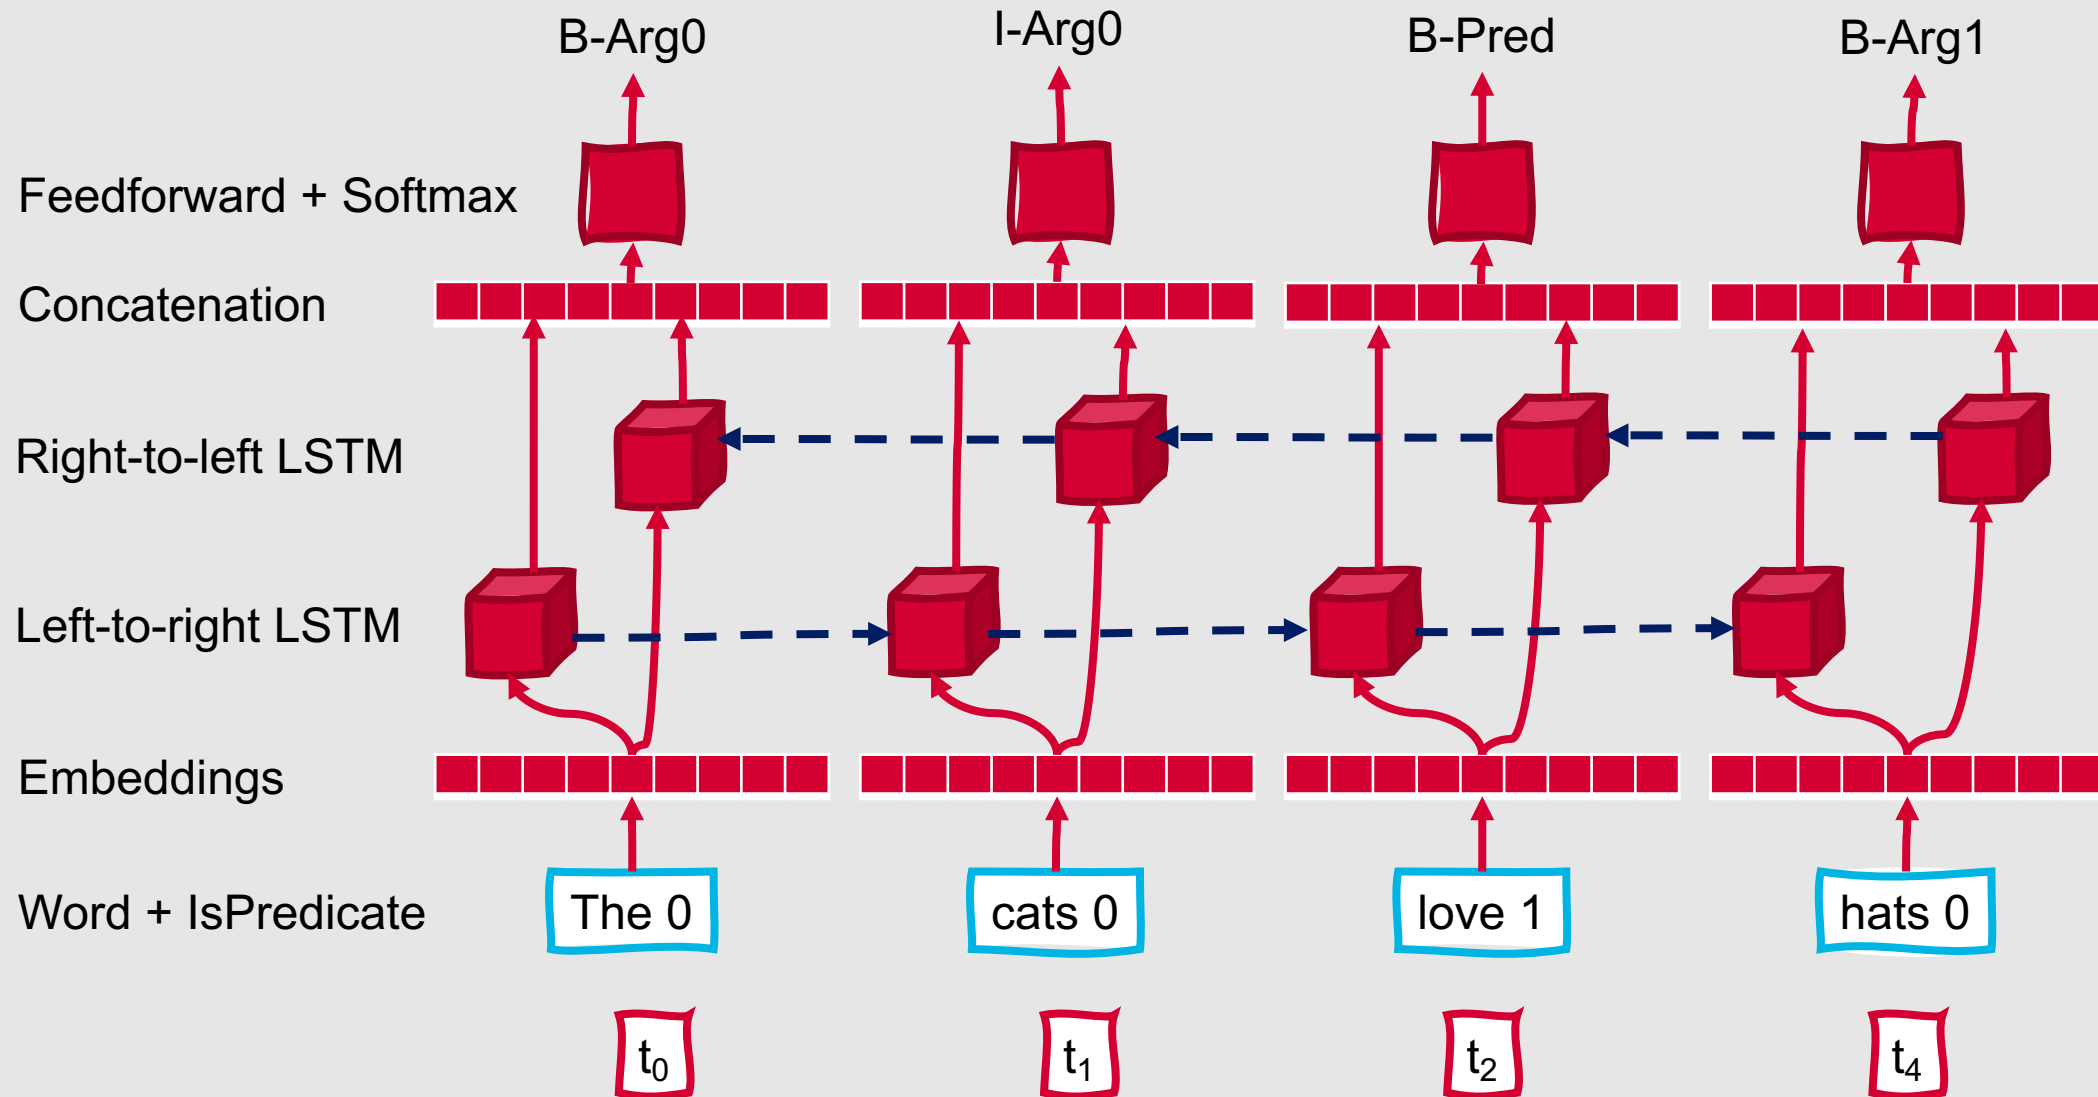 B-Arg0 I-Arg0 B-Pred B-Arg1
Feedforward + Softmax
Concatenation
Right-to-left LSTM
Left-to-right LSTM
Embeddings
Word + IsPredicate The 0 cats 0 love 1 hats 0
t₀ t₁ t₂ t₄